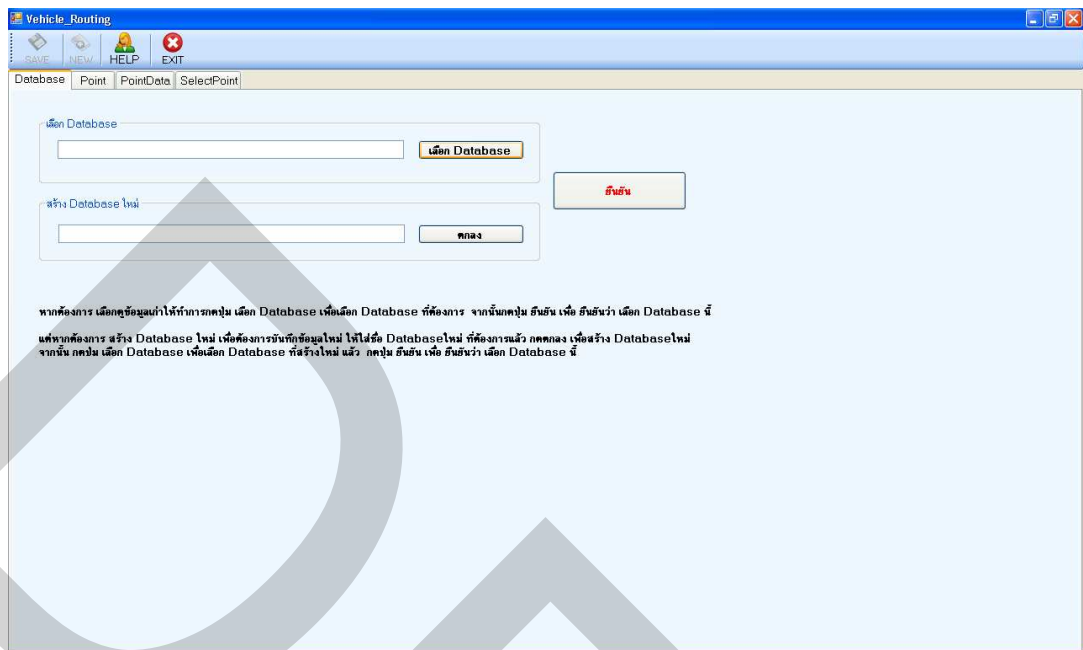 Vehicle_Routing
SAVE NEW HELP EXIT
Database Point PointData SelectPoint
เลือก Database
เลือก Database
ยืนยัน
สร้าง Database ใหม่
ตกลง
หากต้องการ เลือกดูข้อมูลเก่าให้ทำการกดปุ่ม เลือก Database เพื่อเลือก Database ที่ต้องการ จากนั้นกดปุ่ม ยืนยัน เพื่อ ยืนยันว่า เลือก Database นี้
แต่หากต้องการ สร้าง Database ใหม่ เพื่อต้องการบันทึกข้อมูลใหม่ ให้ใส่ชื่อ Databaseใหม่ ที่ต้องการแล้ว กดตกลง เพื่อสร้าง Databaseใหม่
จากนั้น กดปุ่ม เลือก Database เพื่อเลือก Database ที่สร้างใหม่ แล้ว กดปุ่ม ยืนยัน เพื่อ ยืนยันว่า เลือก Database นี้